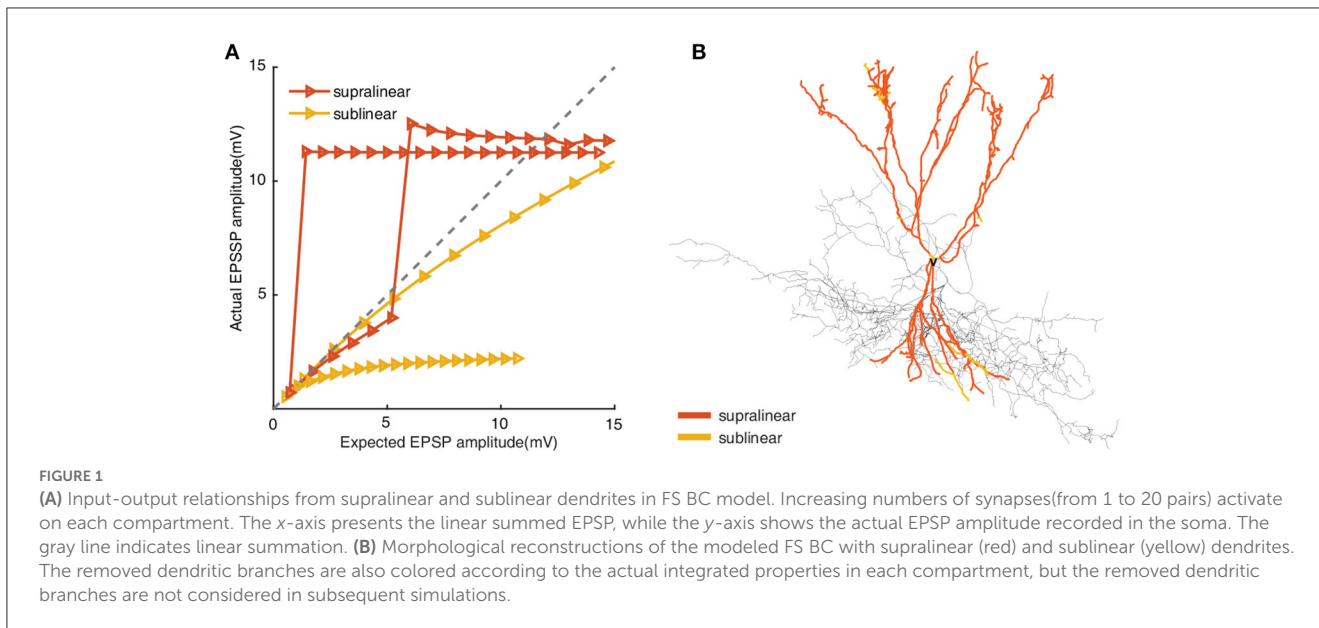 A
15
supralinear
sublinear
10
5
Actual EPSSP amplitude(mV)
0
5
10
15
Expected EPSP amplitude(mV)
B
supralinear
sublinear
FIGURE 1
(A) Input-output relationships from supralinear and sublinear dendrites in FS BC model. Increasing numbers of synapses(from 1 to 20 pairs) activate
on each compartment. The x-axis presents the linear summed EPSP, while the y-axis shows the actual EPSP amplitude recorded in the soma. The
gray line indicates linear summation. (B) Morphological reconstructions of the modeled FS BC with supralinear (red) and sublinear (yellow) dendrites.
The removed dendritic branches are also colored according to the actual integrated properties in each compartment, but the removed dendritic
branches are not considered in subsequent simulations.